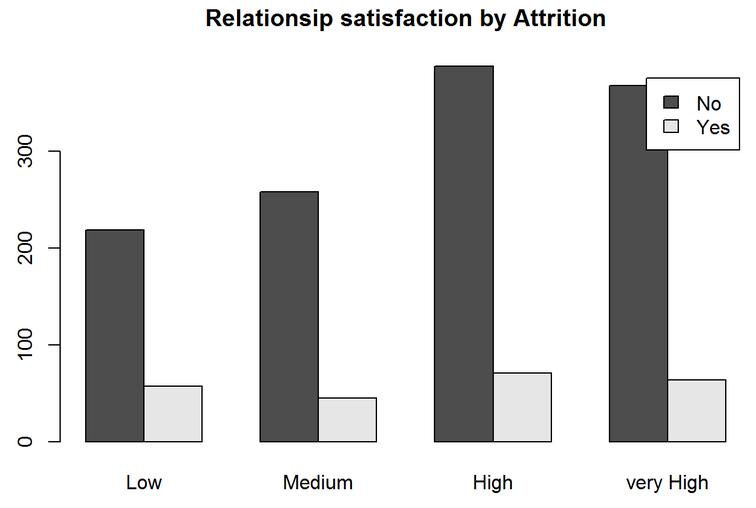 Relationsip satisfaction by Attrition
No
Yes
300
200
100
0
Low Medium High very High